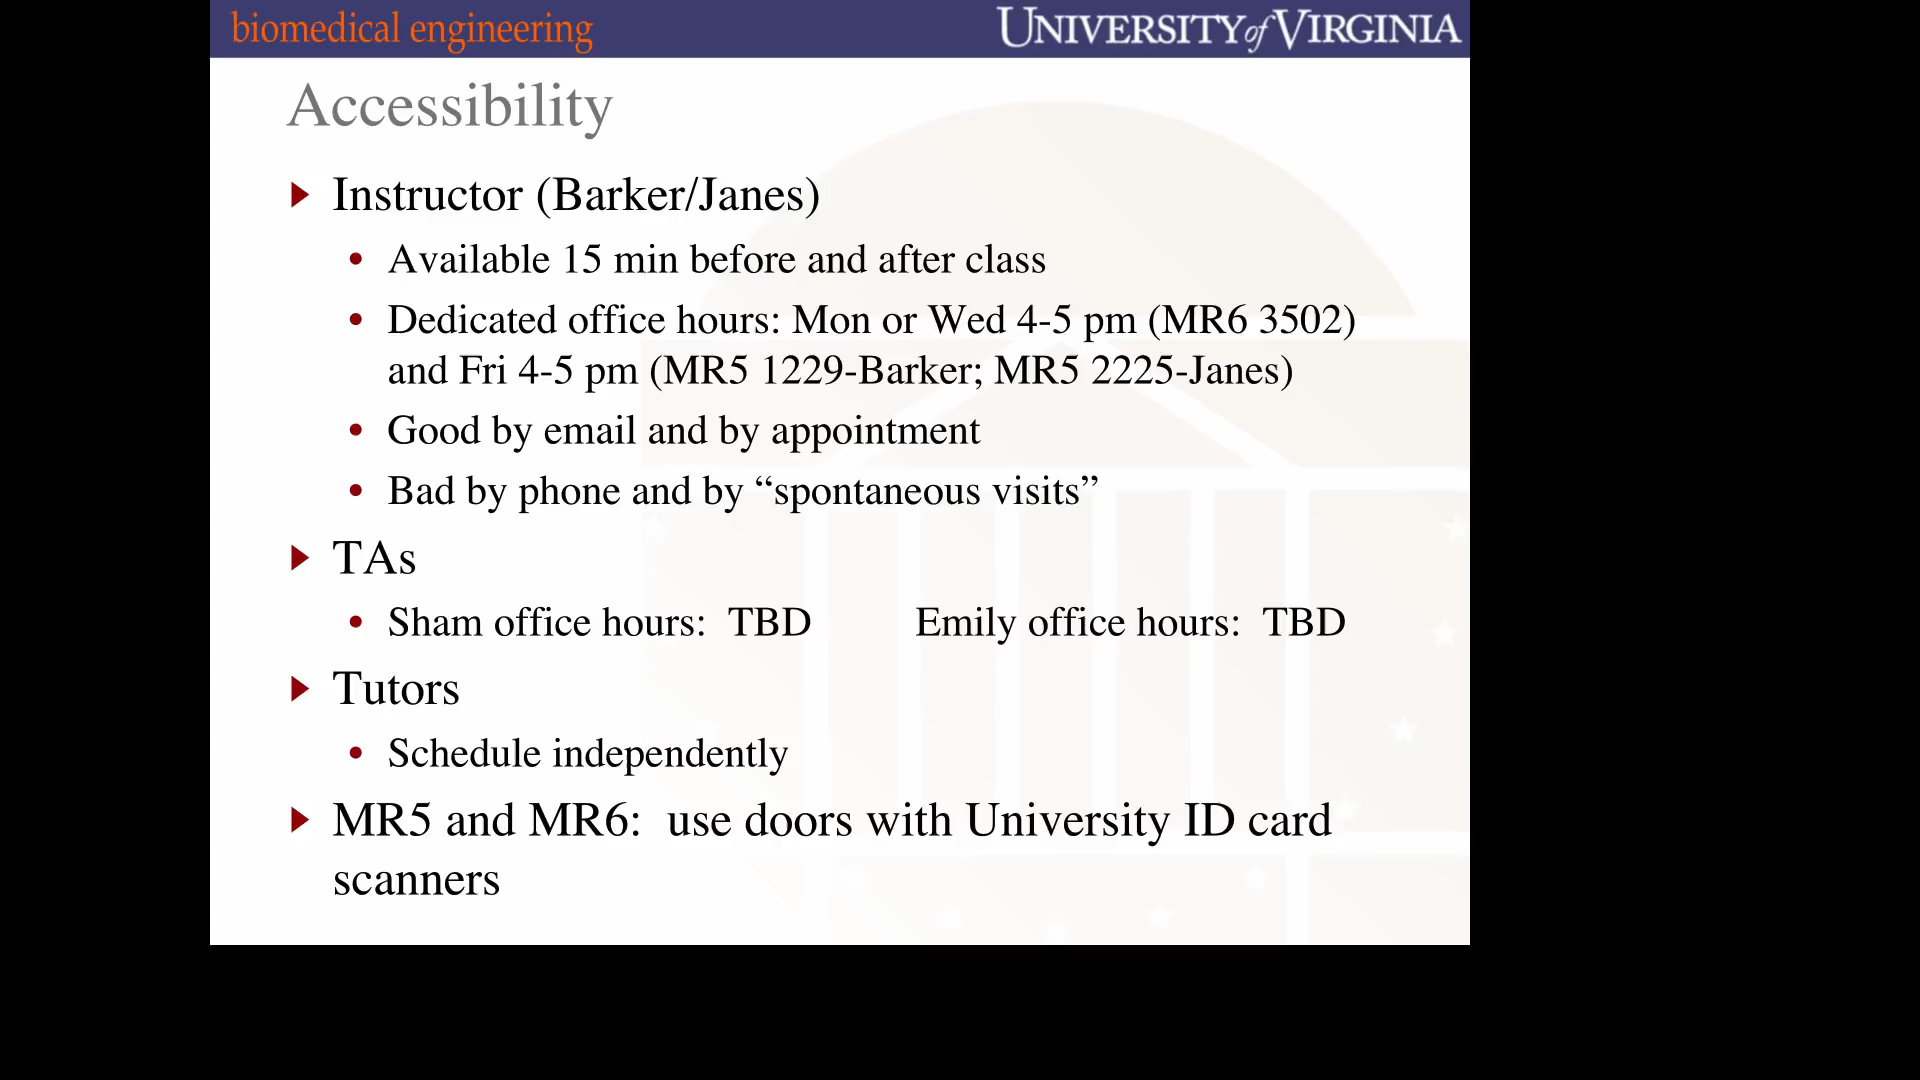 biomedical engineering
UNIVERSITY of VIRGINIA
Accessibility
Instructor (Barker/Janes)
• Available 15 min before and after class
• Dedicated office hours: Mon or Wed 4-5 pm (MR6 3502)
and Fri 4-5 pm (MR5 1229-Barker; MR5 2225-Janes)
• Good by email and by appointment
• Bad by phone and by “spontaneous visits”
TAs
• Sham office hours:  TBD  Emily office hours:  TBD
Tutors
• Schedule independently
MR5 and MR6:  use doors with University ID card
scanners